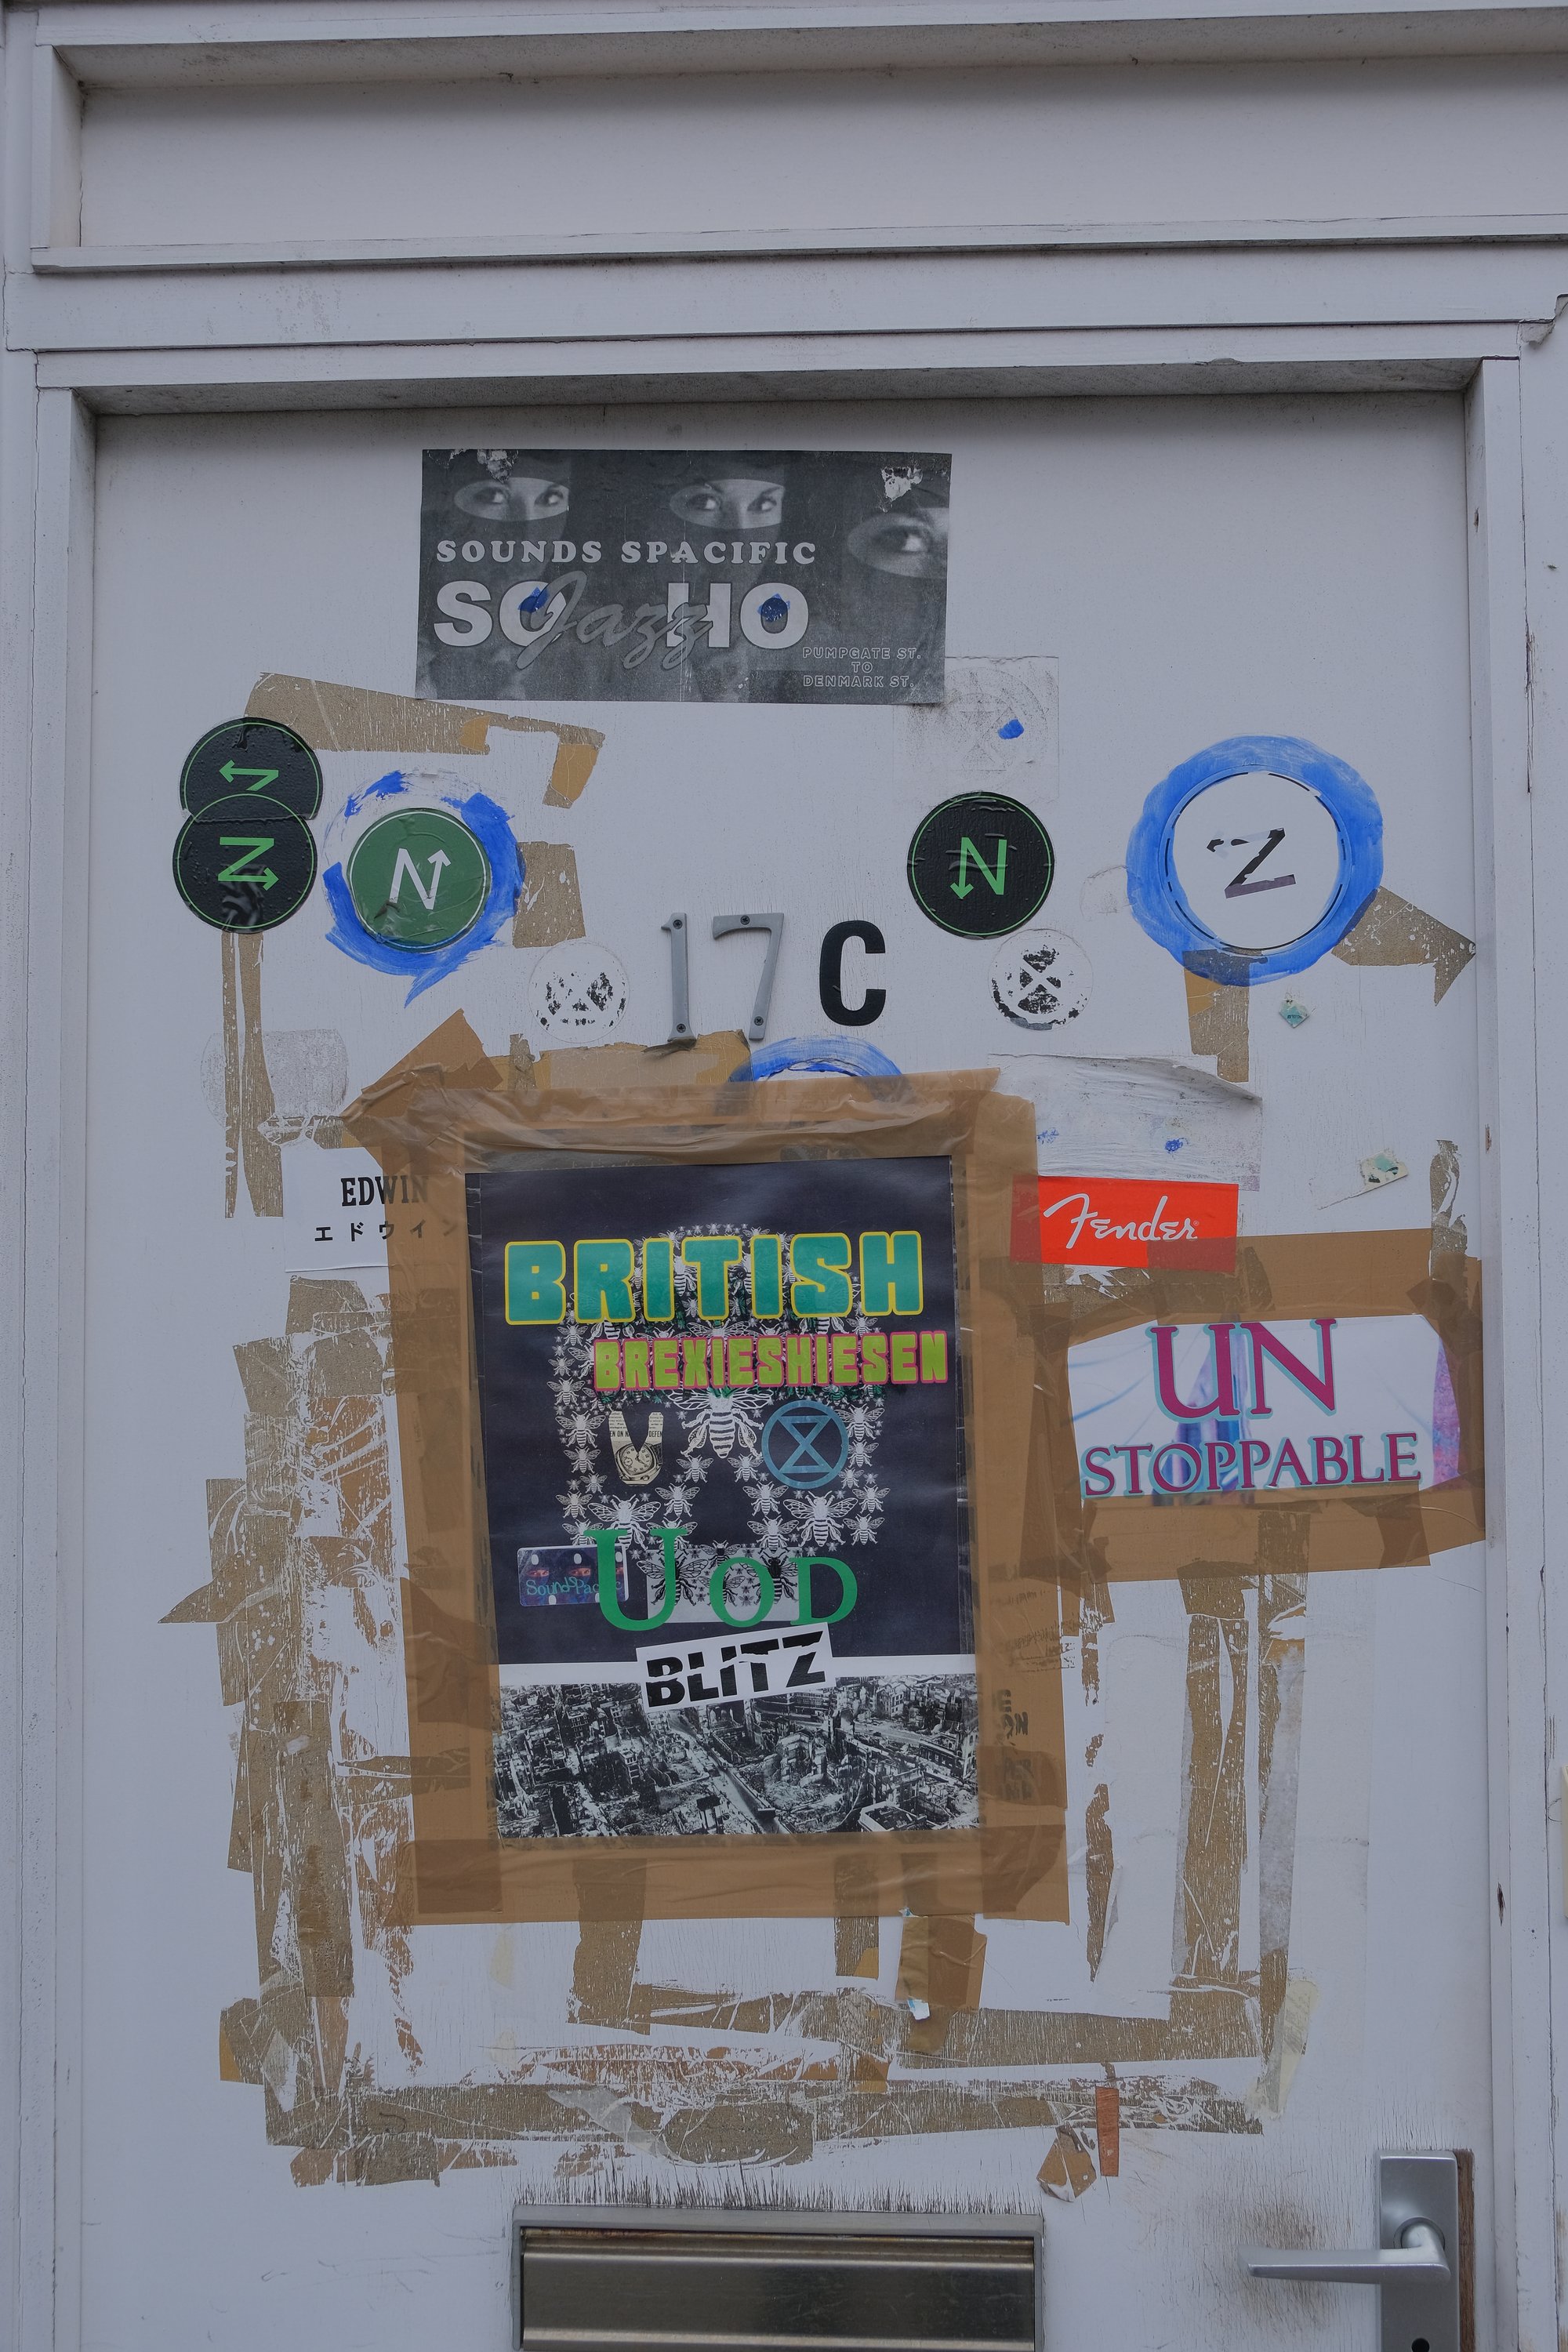 SOUNDS SPACIFIC
SOHO
Jazz
PUMPGATE ST.
TO
DENMARK ST.
N
N
N
N
N
17 C
EDWIN
エドウイン
Fender
BRITISH
BREXIESHIESEN
UN
STOPPABLE
UOD
BLITZ